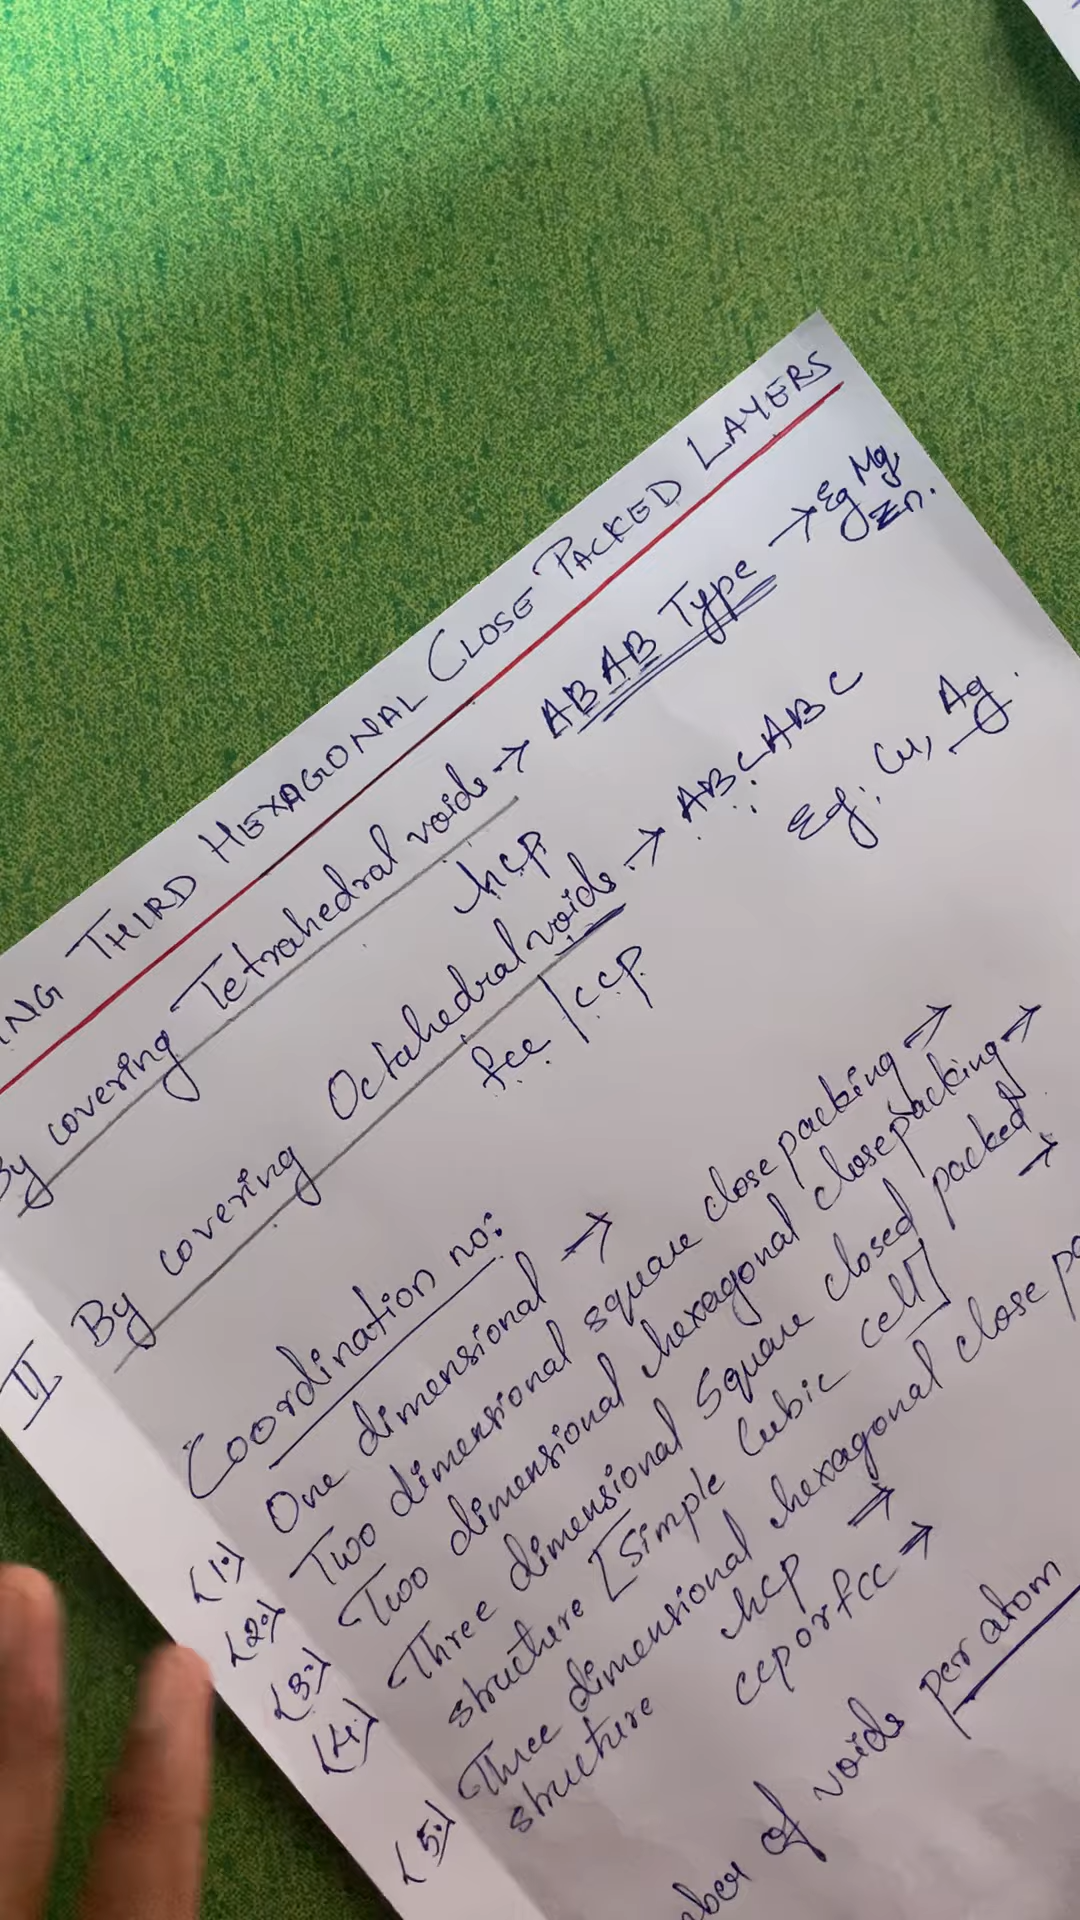 ING THIRD HEXAGONAL CLOSE PACKED LAYERS
By covering Tetrahedral voids → ABAB Type → Eg Mg, Zn.
hcp.
II By covering Octahedral voids → ABCABC
fcc/ccp. Eg: Cu, Ag.
Coordination no:
(1.) One dimensional →
(2.) Two dimensional square close packing →
(3.) Two dimensional hexagonal close packing →
(4.) Three dimensional Square closed packed
structure [Simple Cubic cell] →
(5.) Three dimensional hexagonal close pa
structure hcp →
ccp or fcc →
mber of voids per atom